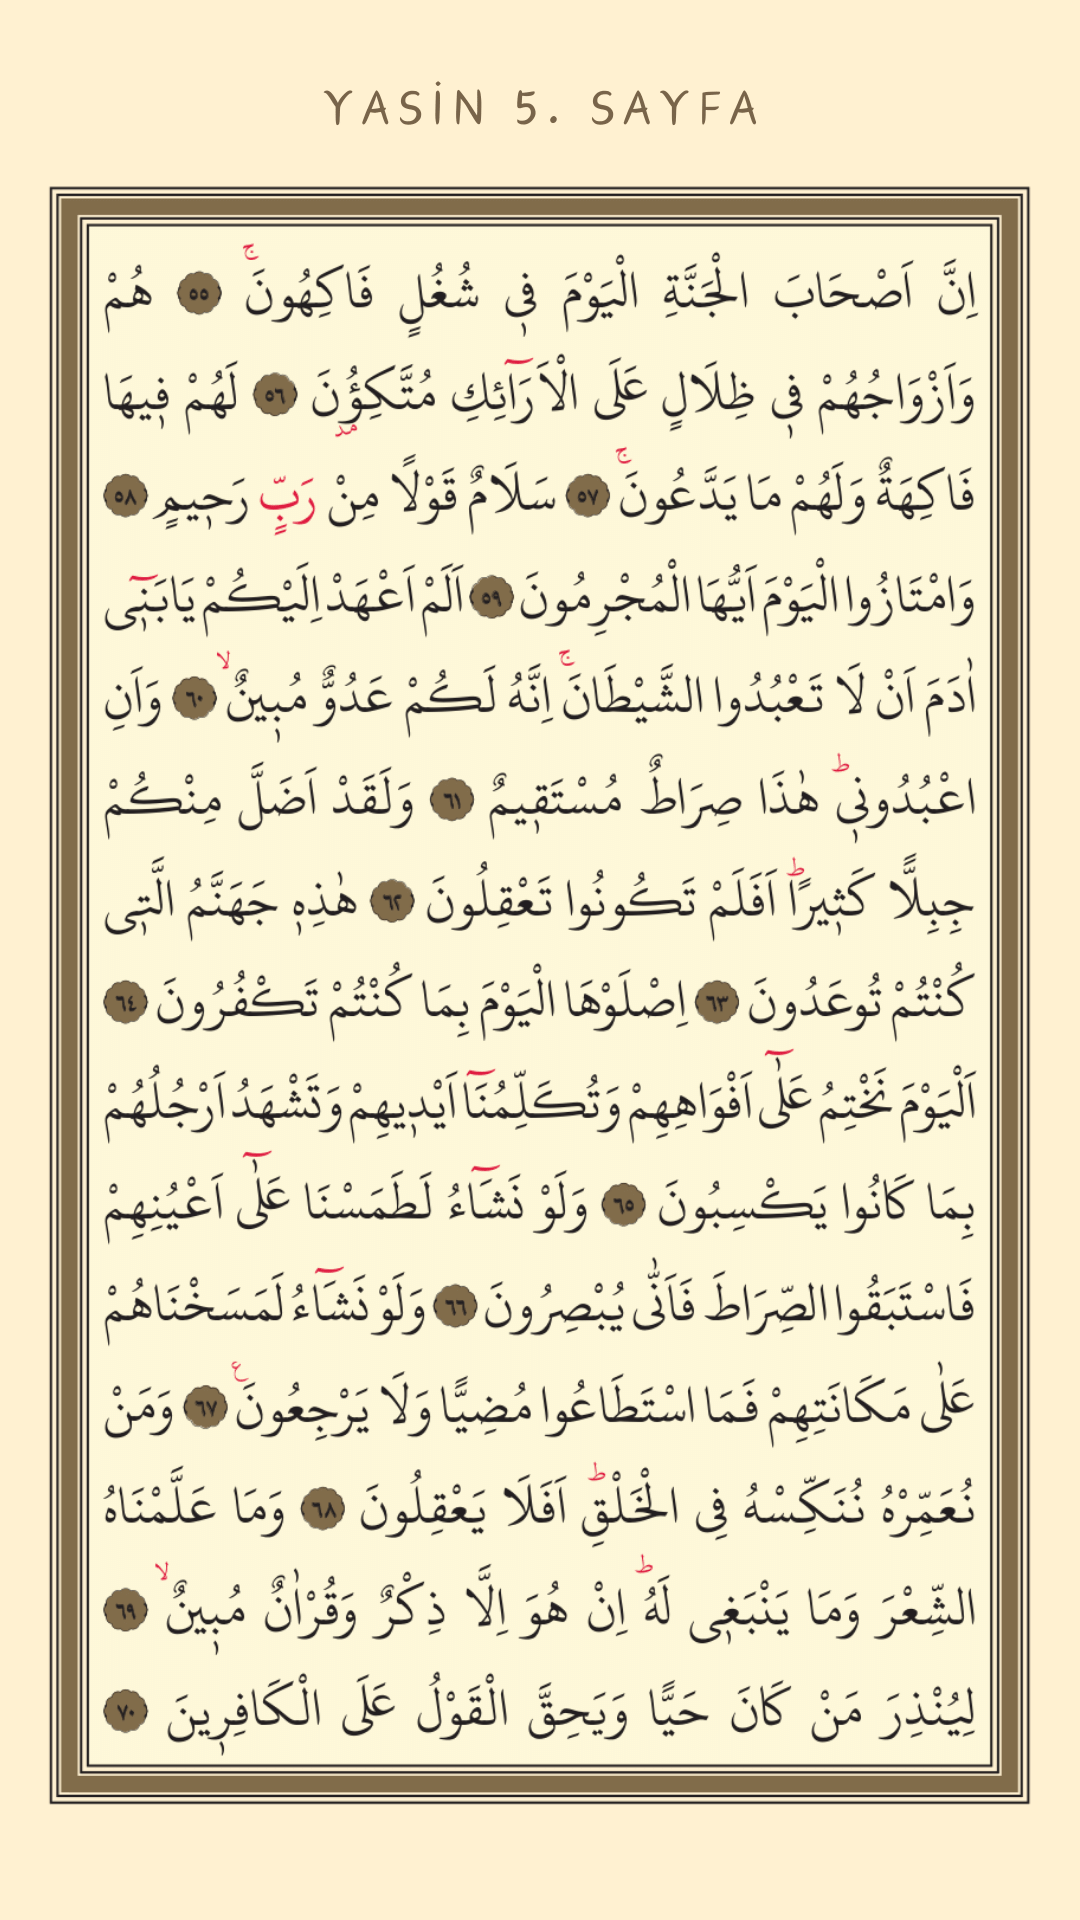 YASİN 5. SAYFA
اِنَّ اَصْحَابَ الْجَنَّةِ الْيَوْمَ ف۪ي شُغُلٍ فَاكِهُونَۚ ﴿٥٥﴾ هُمْ
وَاَزْوَاجُهُمْ ف۪ي ظِلَالٍ عَلَى الْاَرَٓائِكِ مُتَّكِؤُ۫نَ ﴿٥٦﴾ لَهُمْ ف۪يهَا
فَاكِهَةٌ وَلَهُمْ مَا يَدَّعُونَۚ ﴿٥٧﴾ سَلَامٌ قَوْلًا مِنْ رَبٍّ رَح۪يمٍ ﴿٥٨﴾
وَامْتَازُوا الْيَوْمَ اَيُّهَا الْمُجْرِمُونَ ﴿٥٩﴾ اَلَمْ اَعْهَدْ اِلَيْكُمْ يَابَن۪ٓي
اٰدَمَ اَنْ لَا تَعْبُدُوا الشَّيْطَانَۚ اِنَّهُ لَكُمْ عَدُوٌّ مُب۪ينٌۙ ﴿٦٠﴾ وَاَنِ
اعْبُدُون۪يۜ هٰذَا صِرَاطٌ مُسْتَق۪يمٌ ﴿٦١﴾ وَلَقَدْ اَضَلَّ مِنْكُمْ
جِبِلًّا كَث۪يرًاۜ اَفَلَمْ تَكُونُوا تَعْقِلُونَ ﴿٦٢﴾ هٰذِه۪ جَهَنَّمُ الَّت۪ي
كُنْتُمْ تُوعَدُونَ ﴿٦٣﴾ اِصْلَوْهَا الْيَوْمَ بِمَا كُنْتُمْ تَكْفُرُونَ ﴿٦٤﴾
اَلْيَوْمَ نَخْتِمُ عَلٰٓى اَفْوَاهِهِمْ وَتُكَلِّمُنَٓا اَيْد۪يهِمْ وَتَشْهَدُ اَرْجُلُهُمْ
بِمَا كَانُوا يَكْسِبُونَ ﴿٦٥﴾ وَلَوْ نَشَٓاءُ لَطَمَسْنَا عَلٰٓى اَعْيُنِهِمْ
فَاسْتَبَقُوا الصِّرَاطَ فَاَنّٰى يُبْصِرُونَ ﴿٦٦﴾ وَلَوْ نَشَٓاءُ لَمَسَخْنَاهُمْ
عَلٰى مَكَانَتِهِمْ فَمَا اسْتَطَاعُوا مُضِيًّا وَلَا يَرْجِعُونَ ع ﴿٦٧﴾ وَمَنْ
نُعَمِّرْهُ نُنَكِّسْهُ فِي الْخَلْقِۜ اَفَلَا يَعْقِلُونَ ﴿٦٨﴾ وَمَا عَلَّمْنَاهُ
الشِّعْرَ وَمَا يَنْبَغ۪ي لَهُۜ اِنْ هُوَ اِلَّا ذِكْرٌ وَقُرْاٰنٌ مُب۪ينٌۙ ﴿٦٩﴾
لِيُنْذِرَ مَنْ كَانَ حَيًّا وَيَحِقَّ الْقَوْلُ عَلَى الْكَافِر۪ينَ ﴿٧٠﴾